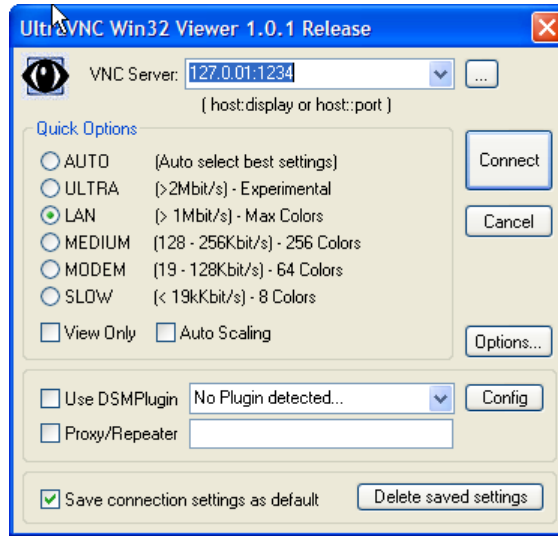 UltraVNC Win32 Viewer 1.0.1 Release
VNC Server: 127.0.01:1234 ...
( host:display or host::port )
Quick Options
AUTO (Auto select best settings)
ULTRA (>2Mbit/s) - Experimental
LAN (> 1Mbit/s) - Max Colors
MEDIUM (128 - 256Kbit/s) - 256 Colors
MODEM (19 - 128Kbit/s) - 64 Colors
SLOW (< 19kKbit/s) - 8 Colors
View Only Auto Scaling
Connect
Cancel
Options...
Use DSMPlugin No Plugin detected... Config
Proxy/Repeater
Save connection settings as default Delete saved settings